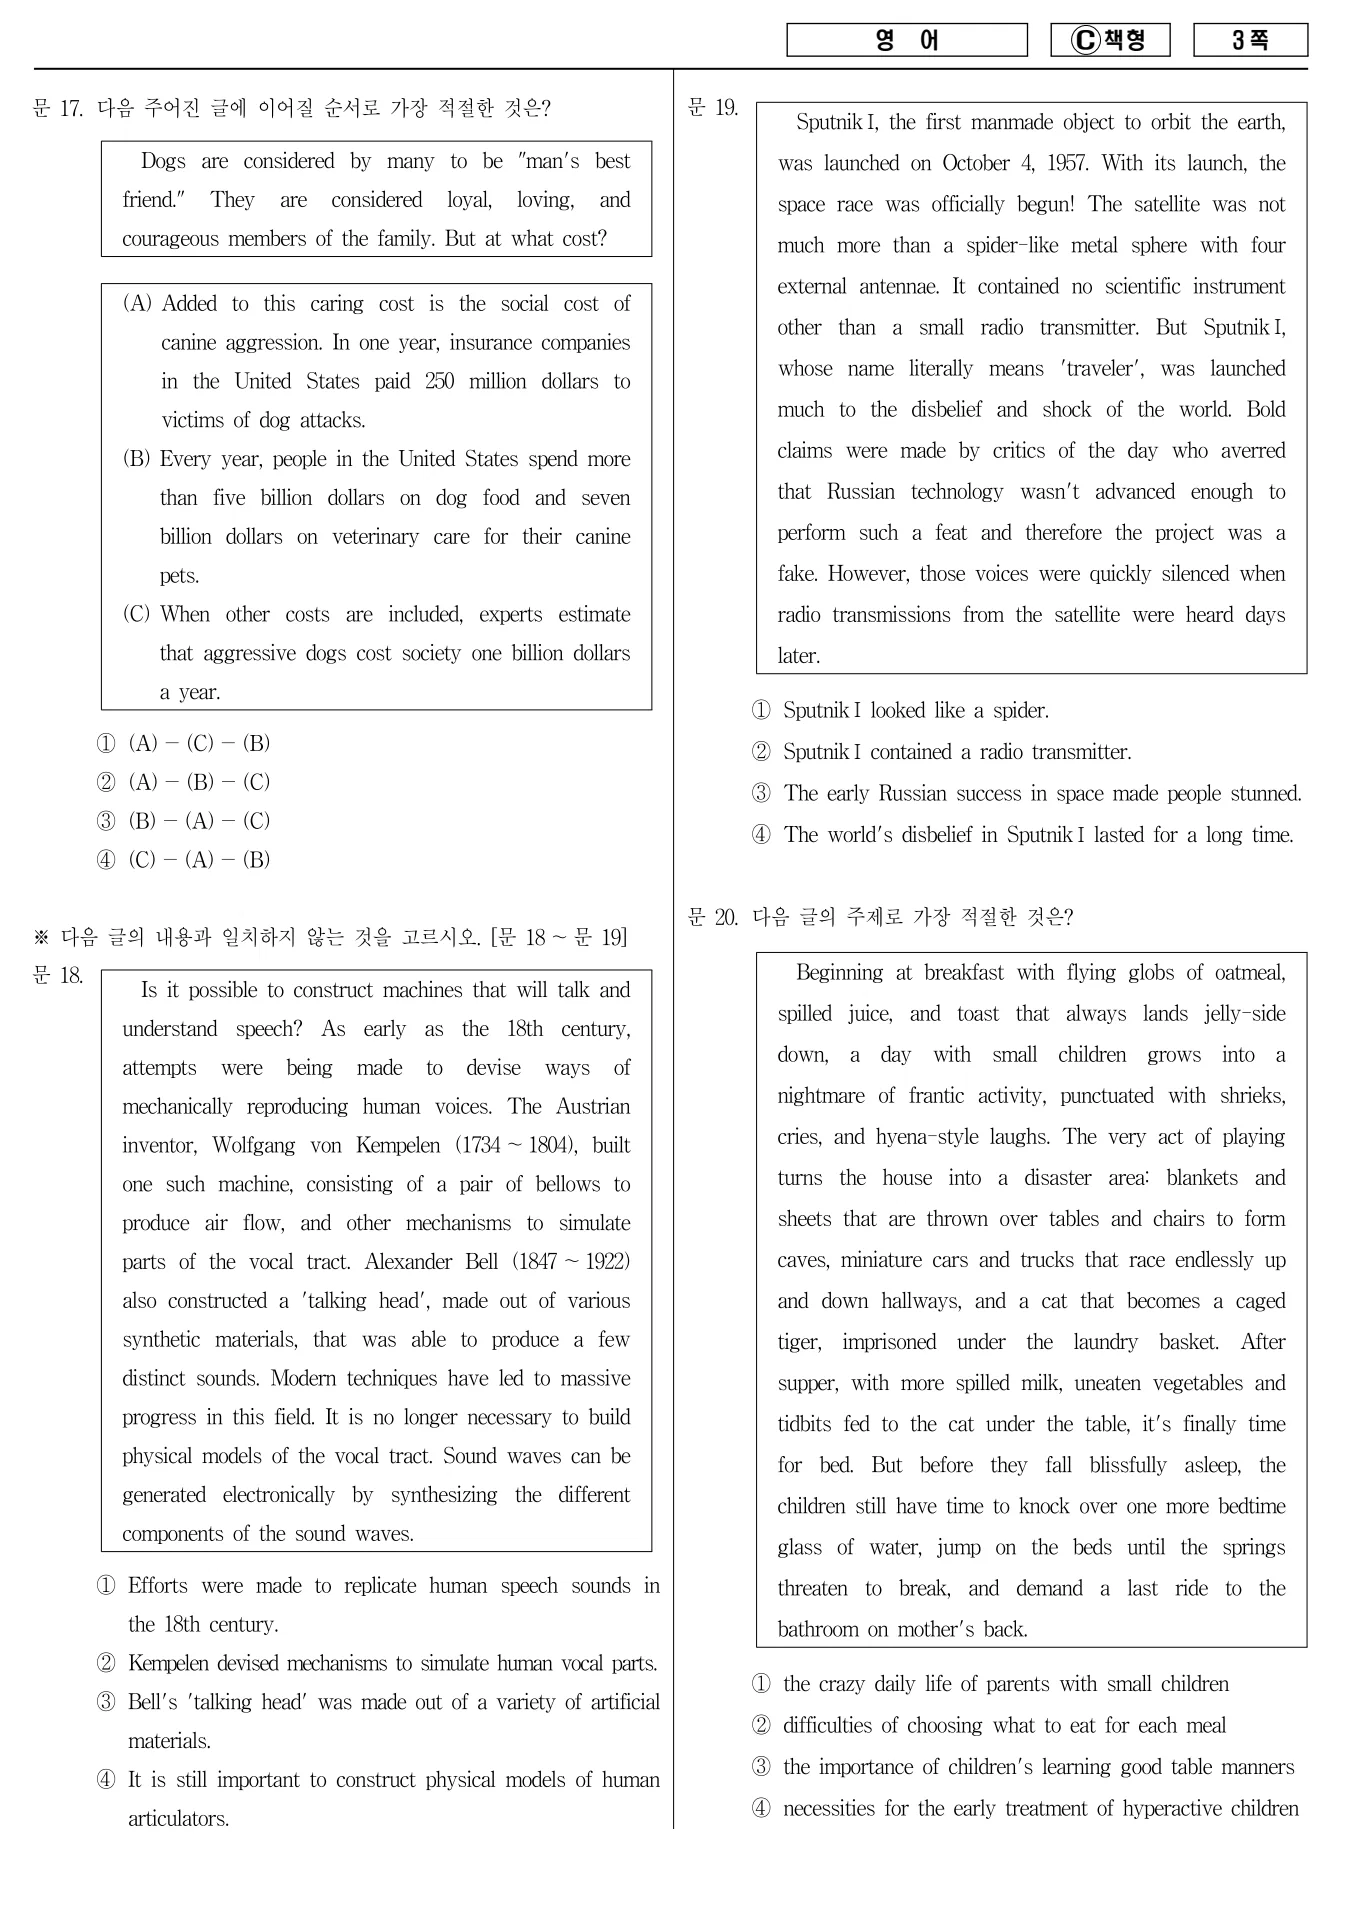 영 어
Ⓒ책형
3쪽
문 17. 다음 주어진 글에 이어질 순서로 가장 적절한 것은?
Dogs are considered by many to be "man's best
friend." They are considered loyal, loving, and
courageous members of the family. But at what cost?
(A) Added to this caring cost is the social cost of
canine aggression. In one year, insurance companies
in the United States paid 250 million dollars to
victims of dog attacks.
(B) Every year, people in the United States spend more
than five billion dollars on dog food and seven
billion dollars on veterinary care for their canine
pets.
(C) When other costs are included, experts estimate
that aggressive dogs cost society one billion dollars
a year.
① (A) - (C) - (B)
② (A) - (B) - (C)
③ (B) - (A) - (C)
④ (C) - (A) - (B)
※ 다음 글의 내용과 일치하지 않는 것을 고르시오. [문 18 ~ 문 19]
문 18.
Is it possible to construct machines that will talk and
understand speech? As early as the 18th century,
attempts were being made to devise ways of
mechanically reproducing human voices. The Austrian
inventor, Wolfgang von Kempelen (1734 ~ 1804), built
one such machine, consisting of a pair of bellows to
produce air flow, and other mechanisms to simulate
parts of the vocal tract. Alexander Bell (1847 ~ 1922)
also constructed a 'talking head', made out of various
synthetic materials, that was able to produce a few
distinct sounds. Modern techniques have led to massive
progress in this field. It is no longer necessary to build
physical models of the vocal tract. Sound waves can be
generated electronically by synthesizing the different
components of the sound waves.
① Efforts were made to replicate human speech sounds in
the 18th century.
② Kempelen devised mechanisms to simulate human vocal parts.
③ Bell's 'talking head' was made out of a variety of artificial
materials.
④ It is still important to construct physical models of human
articulators.
문 19.
Sputnik I, the first manmade object to orbit the earth,
was launched on October 4, 1957. With its launch, the
space race was officially begun! The satellite was not
much more than a spider-like metal sphere with four
external antennae. It contained no scientific instrument
other than a small radio transmitter. But Sputnik I,
whose name literally means 'traveler', was launched
much to the disbelief and shock of the world. Bold
claims were made by critics of the day who averred
that Russian technology wasn't advanced enough to
perform such a feat and therefore the project was a
fake. However, those voices were quickly silenced when
radio transmissions from the satellite were heard days
later.
① Sputnik I looked like a spider.
② Sputnik I contained a radio transmitter.
③ The early Russian success in space made people stunned.
④ The world's disbelief in Sputnik I lasted for a long time.
문 20. 다음 글의 주제로 가장 적절한 것은?
Beginning at breakfast with flying globs of oatmeal,
spilled juice, and toast that always lands jelly-side
down, a day with small children grows into a
nightmare of frantic activity, punctuated with shrieks,
cries, and hyena-style laughs. The very act of playing
turns the house into a disaster area: blankets and
sheets that are thrown over tables and chairs to form
caves, miniature cars and trucks that race endlessly up
and down hallways, and a cat that becomes a caged
tiger, imprisoned under the laundry basket. After
supper, with more spilled milk, uneaten vegetables and
tidbits fed to the cat under the table, it's finally time
for bed. But before they fall blissfully asleep, the
children still have time to knock over one more bedtime
glass of water, jump on the beds until the springs
threaten to break, and demand a last ride to the
bathroom on mother's back.
① the crazy daily life of parents with small children
② difficulties of choosing what to eat for each meal
③ the importance of children's learning good table manners
④ necessities for the early treatment of hyperactive children